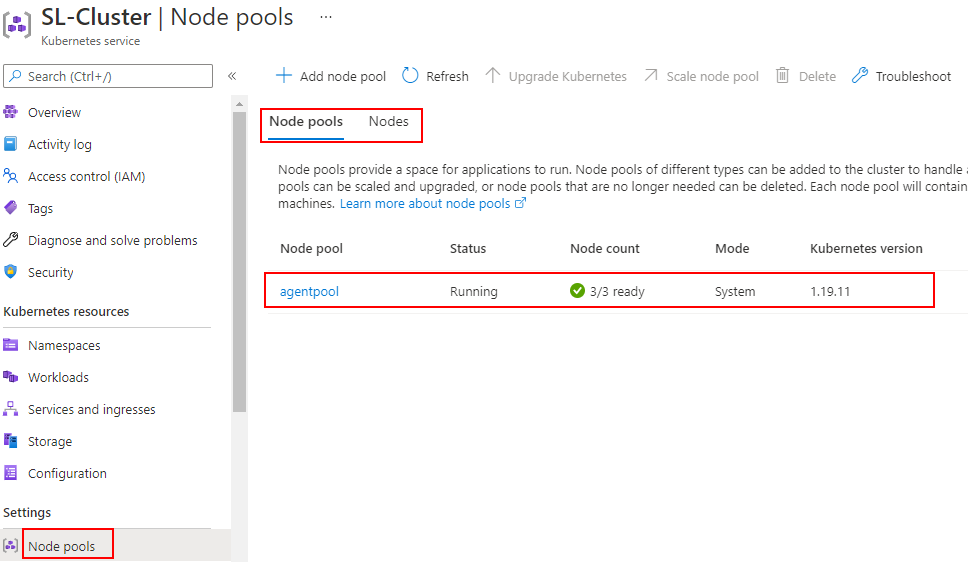 SL-Cluster | Node pools ...
Kubernetes service
Search (Ctrl+/)
«
Add node pool
Refresh
Upgrade Kubernetes
Scale node pool
Delete
Troubleshoot
Overview
Activity log
Access control (IAM)
Tags
Diagnose and solve problems
Security
Kubernetes resources
Namespaces
Workloads
Services and ingresses
Storage
Configuration
Settings
Node pools
Node pools Nodes
Node pools provide a space for applications to run. Node pools of different types can be added to the cluster to handle
pools can be scaled and upgraded, or node pools that are no longer needed can be deleted. Each node pool will contain
machines. Learn more about node pools
Node pool Status Node count Mode Kubernetes version
agentpool Running 3/3 ready System 1.19.11